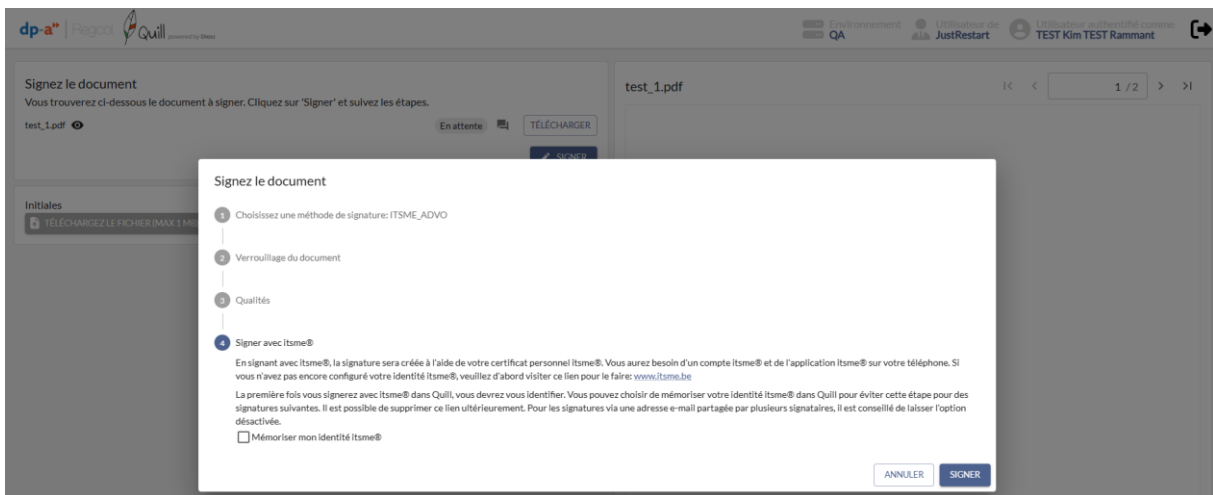 dp-a" | Regcol Quill powered by Dioss
Environnement
QA
Utilisateur de
JustRestart
Utilisateur authentifié comme
TEST Kim TEST Rammant
Signez le document
Vous trouverez ci-dessous le document à signer. Cliquez sur 'Signer' et suivez les étapes.
test_1.pdf
En attente
TÉLÉCHARGER
SIGNER
Initiales
TÉLÉCHARGEZ LE FICHIER (MAX 1 MB)
test_1.pdf
1 / 2
Signez le document
1 Choisissez une méthode de signature: ITSME_ADVO
2 Verrouillage du document
3 Qualités
4 Signer avec itsme®
En signant avec itsme®, la signature sera créée à l'aide de votre certificat personnel itsme®. Vous aurez besoin d'un compte itsme® et de l'application itsme® sur votre téléphone. Si
vous n'avez pas encore configuré votre identité itsme®, veuillez d'abord visiter ce lien pour le faire: www.itsme.be
La première fois vous signerez avec itsme® dans Quill, vous devrez vous identifier. Vous pouvez choisir de mémoriser votre identité itsme® dans Quill pour éviter cette étape pour des
signatures suivantes. Il est possible de supprimer ce lien ultérieurement. Pour les signatures via une adresse e-mail partagée par plusieurs signataires, il est conseillé de laisser l'option
désactivée.
Mémoriser mon identité itsme®
ANNULER
SIGNER